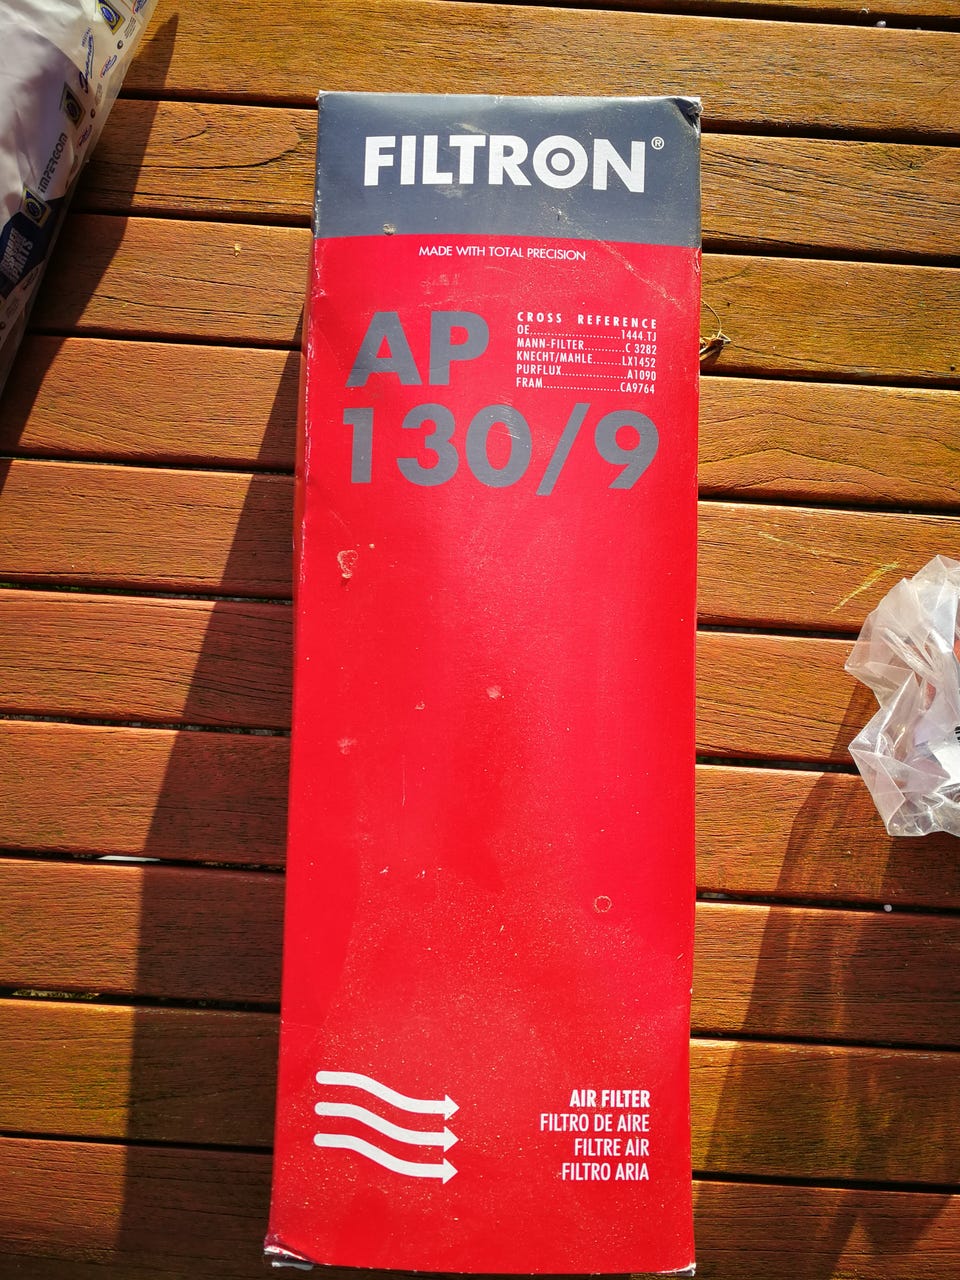 FILTRON®
MADE WITH TOTAL PRECISION
AP
130/9
CROSS REFERENCE
OE........................1444.TJ
MANN-FILTER...........C 3282
KNECHT/MAHLE........LX1452
PURFLUX..................A1090
FRAM......................CA9764
AIR FILTER
FILTRO DE AIRE
FILTRE AIR
FILTRO ARIA